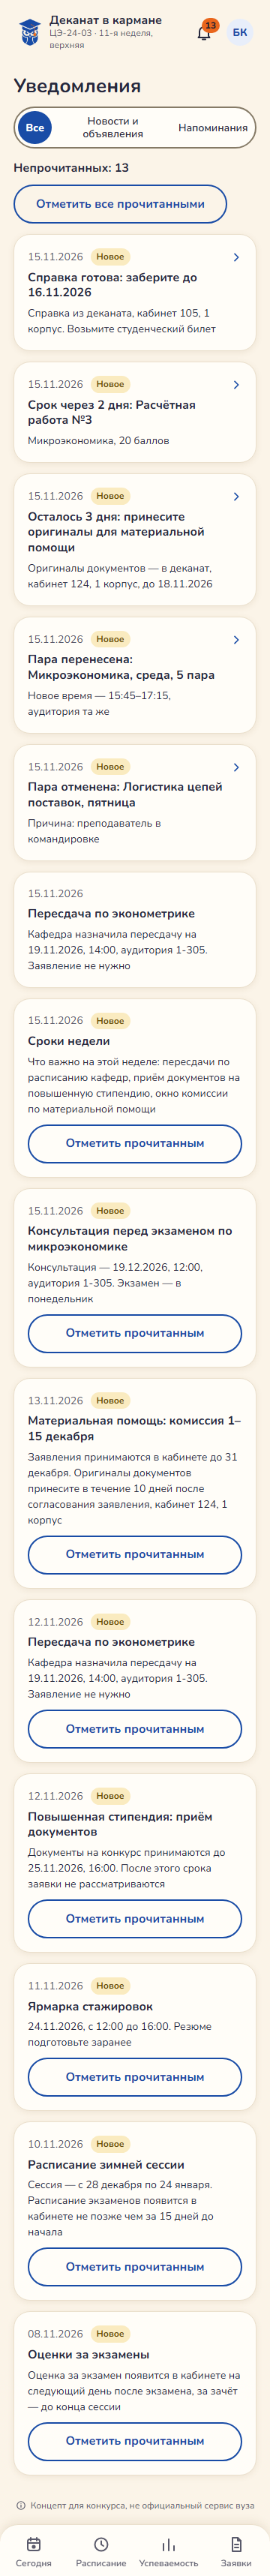 Деканат в кармане
13
БК
ЦЭ-24-03 · 11-я неделя,
верхняя
Уведомления
Все
Новости и
объявления
Напоминания
Непрочитанных: 13
Отметить все прочитанными
15.11.2026 Новое
Справка готова: заберите до
16.11.2026
Справка из деканата, кабинет 105, 1
корпус. Возьмите студенческий билет
15.11.2026 Новое
Срок через 2 дня: Расчётная
работа №3
Микроэкономика, 20 баллов
15.11.2026 Новое
Осталось 3 дня: принесите
оригиналы для материальной
помощи
Оригиналы документов — в деканат,
кабинет 124, 1 корпус, до 18.11.2026
15.11.2026 Новое
Пара перенесена:
Микроэкономика, среда, 5 пара
Новое время — 15:45–17:15,
аудитория та же
15.11.2026 Новое
Пара отменена: Логистика цепей
поставок, пятница
Причина: преподаватель в
командировке
15.11.2026
Пересдача по эконометрике
Кафедра назначила пересдачу на
19.11.2026, 14:00, аудитория 1-305.
Заявление не нужно
15.11.2026 Новое
Сроки недели
Что важно на этой неделе: пересдачи по
расписанию кафедр, приём документов на
повышенную стипендию, окно комиссии
по материальной помощи
Отметить прочитанным
15.11.2026 Новое
Консультация перед экзаменом по
микроэкономике
Консультация — 19.12.2026, 12:00,
аудитория 1-305. Экзамен — в
понедельник
Отметить прочитанным
13.11.2026 Новое
Материальная помощь: комиссия 1–
15 декабря
Заявления принимаются в кабинете до 31
декабря. Оригиналы документов
принесите в течение 10 дней после
согласования заявления, кабинет 124, 1
корпус
Отметить прочитанным
12.11.2026 Новое
Пересдача по эконометрике
Кафедра назначила пересдачу на
19.11.2026, 14:00, аудитория 1-305.
Заявление не нужно
Отметить прочитанным
12.11.2026 Новое
Повышенная стипендия: приём
документов
Документы на конкурс принимаются до
25.11.2026, 16:00. После этого срока
заявки не рассматриваются
Отметить прочитанным
11.11.2026 Новое
Ярмарка стажировок
24.11.2026, с 12:00 до 16:00. Резюме
подготовьте заранее
Отметить прочитанным
10.11.2026 Новое
Расписание зимней сессии
Сессия — с 28 декабря по 24 января.
Расписание экзаменов появится в
кабинете не позже чем за 15 дней до
начала
Отметить прочитанным
08.11.2026 Новое
Оценки за экзамены
Оценка за экзамен появится в кабинете на
следующий день после экзамена, за зачёт
— до конца сессии
Отметить прочитанным
Концепт для конкурса, не официальный сервис вуза
Сегодня
Расписание
Успеваемость
Заявки